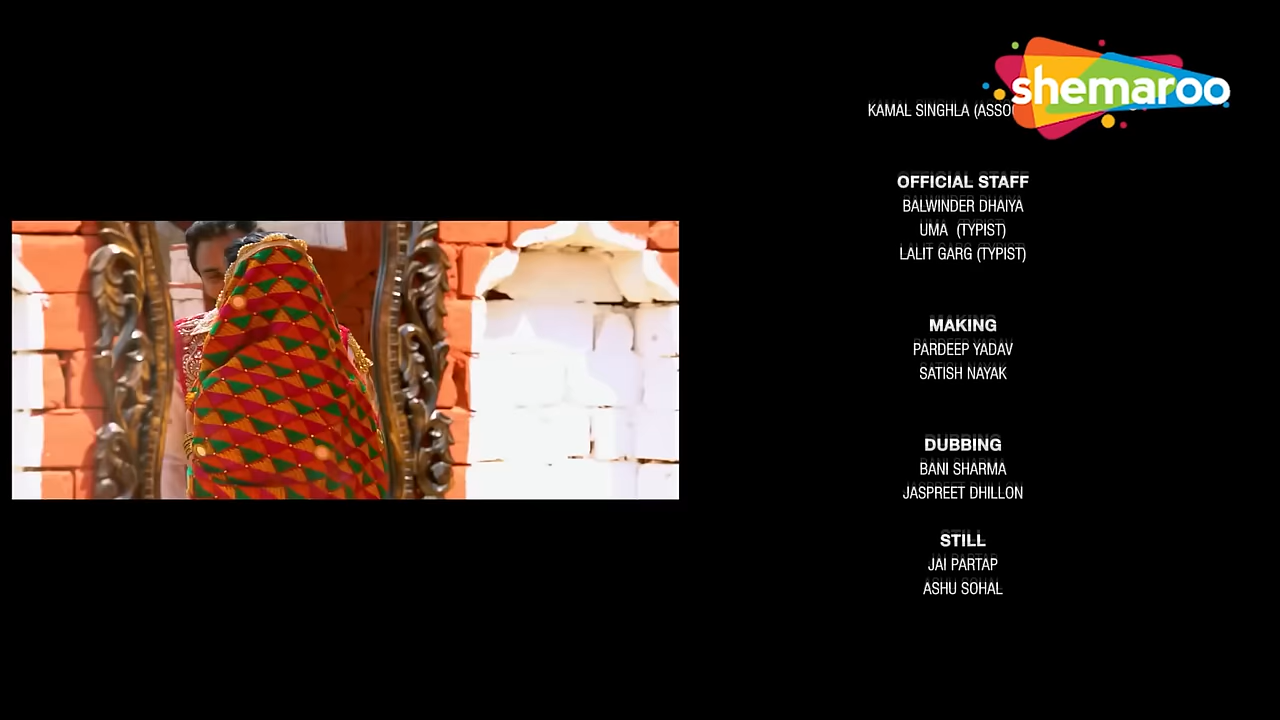 shemaroo
KAMAL SINGHLA
OFFICIAL STAFF
BALWINDER DHAIYA
UMA (TYPIST)
LALIT GARG (TYPIST)
MAKING
PARDEEP YADAV
SATISH NAYAK
DUBBING
BANI SHARMA
JASPREET DHILLON
STILL
JAI PARTAP
ASHU SOHAL